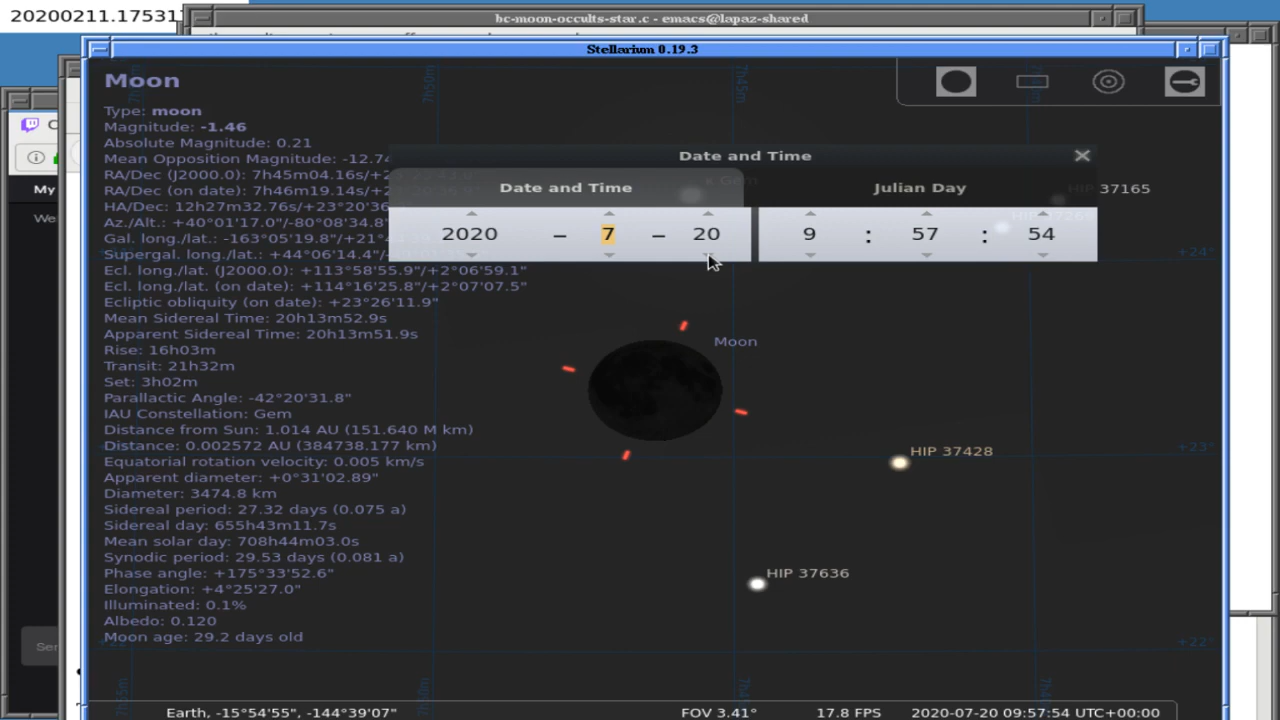 20200211.17531
bc-moon-occults-star.c - emacs@lapaz-shared
Stellarium 0.19.3
Moon
Type: moon
Magnitude: -1.46
Absolute Magnitude: 0.21
Mean Opposition Magnitude: -12.74
RA/Dec (J2000.0): 7h45m04.16s/+2
RA/Dec (on date): 7h46m19.14s/+2
HA/Dec: 12h27m32.76s/+23°20'36
Az./Alt.: +40°01'17.0"/-80°08'34.8"
Gal. long./lat.: -163°05'19.8"/+21°4
Supergal. long./lat.: +44°06'14.4"/-
Ecl. long./lat. (J2000.0): +113°58'55.9"/+2°06'59.1"
Ecl. long./lat. (on date): +114°16'25.8"/+2°07'07.5"
Ecliptic obliquity (on date): +23°26'11.9"
Mean Sidereal Time: 20h13m52.9s
Apparent Sidereal Time: 20h13m51.9s
Rise: 16h03m
Transit: 21h32m
Set: 3h02m
Parallactic Angle: -42°20'31.8"
IAU Constellation: Gem
Distance from Sun: 1.014 AU (151.640 M km)
Distance: 0.002572 AU (384738.177 km)
Equatorial rotation velocity: 0.005 km/s
Apparent diameter: +0°31'02.89"
Diameter: 3474.8 km
Sidereal period: 27.32 days (0.075 a)
Sidereal day: 655h43m11.7s
Mean solar day: 708h44m03.0s
Synodic period: 29.53 days (0.081 a)
Phase angle: +175°33'52.6"
Elongation: +4°25'27.0"
Illuminated: 0.1%
Albedo: 0.120
Moon age: 29.2 days old
Date and Time
Date and Time
Julian Day
2020 – 7 – 20
9 : 57 : 54
HIP 37165
+24°
Moon
HIP 37428
+23°
HIP 37636
+22°
7h50m
7h45m
7h50m
My
Earth, -15°54'55", -144°39'07"
FOV 3.41°
17.8 FPS
2020-07-20 09:57:54 UTC+00:00